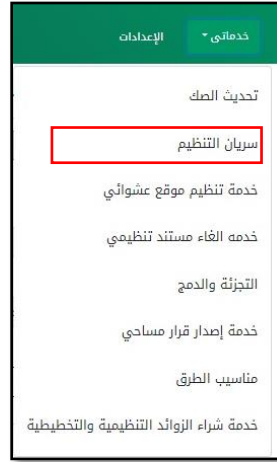 خدماتى الإعدادات
تحديث الصك
سريان التنظيم
خدمة تنظيم موقع عشوائي
خدمه الغاء مستند تنظيمي
التجزئة والدمج
خدمة إصدار قرار مساحي
مناسيب الطرق
خدمة شراء الزوائد التنظيمية والتخطيطية